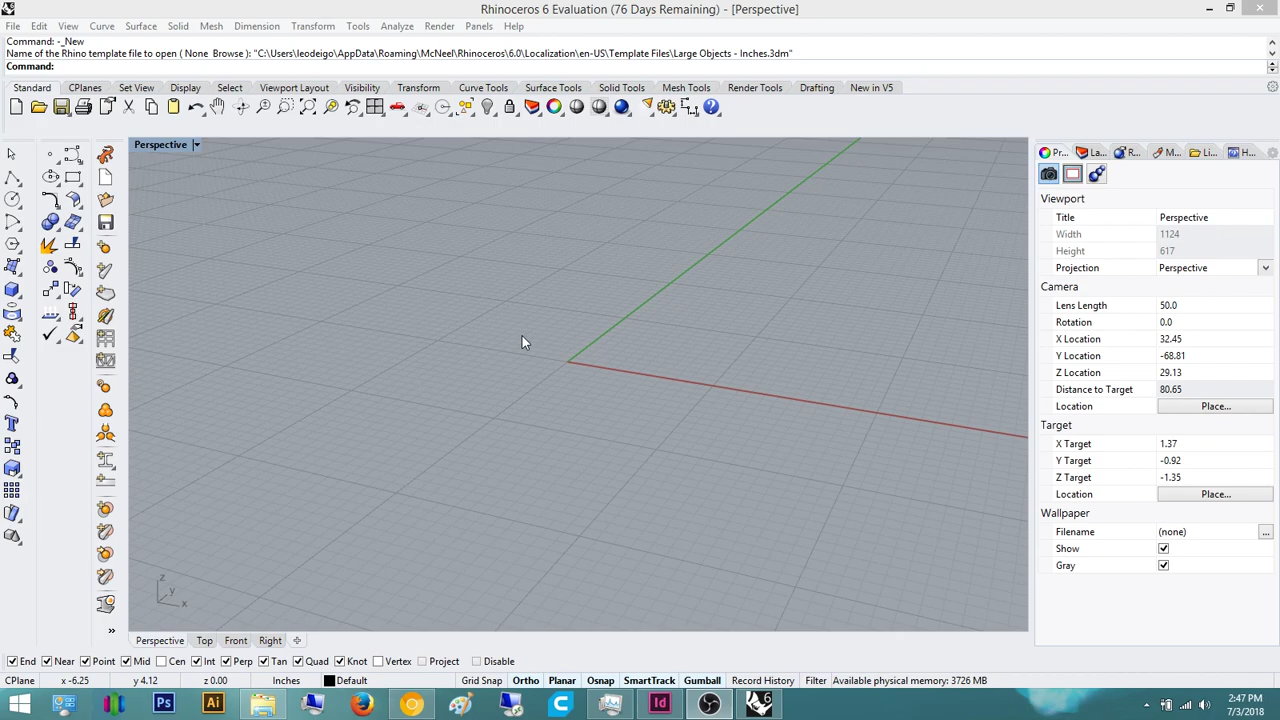 Rhinoceros 6 Evaluation (76 Days Remaining) - [Perspective]
File Edit View Curve Surface Solid Mesh Dimension Transform Tools Analyze Render Panels Help
Command: -_New
Name of the Rhino template file to open ( None Browse ): "C:\Users\leodeigo\AppData\Roaming\McNeel\Rhinoceros\6.0\Localization\en-US\Template Files\Large Objects - Inches.3dm"
Command:
Standard CPlanes Set View Display Select Viewport Layout Visibility Transform Curve Tools Surface Tools Solid Tools Mesh Tools Render Tools Drafting New in V5
Perspective
Pr... La... R... M... Li... H...
Viewport
Title Perspective
Width 1124
Height 617
Projection Perspective
Camera
Lens Length 50.0
Rotation 0.0
X Location 32.45
Y Location -68.81
Z Location 29.13
Distance to Target 80.65
Location Place...
Target
X Target 1.37
Y Target -0.92
Z Target -1.35
Location Place...
Wallpaper
Filename (none) ...
Show
Gray
z
y
x
Perspective Top Front Right
End Near Point Mid Cen Int Perp Tan Quad Knot Vertex Project Disable
CPlane x -6.25 y 4.12 z 0.00 Inches Default Grid Snap Ortho Planar Osnap SmartTrack Gumball Record History Filter Available physical memory: 3726 MB
Ps Ai Id 6
2:47 PM
7/3/2018